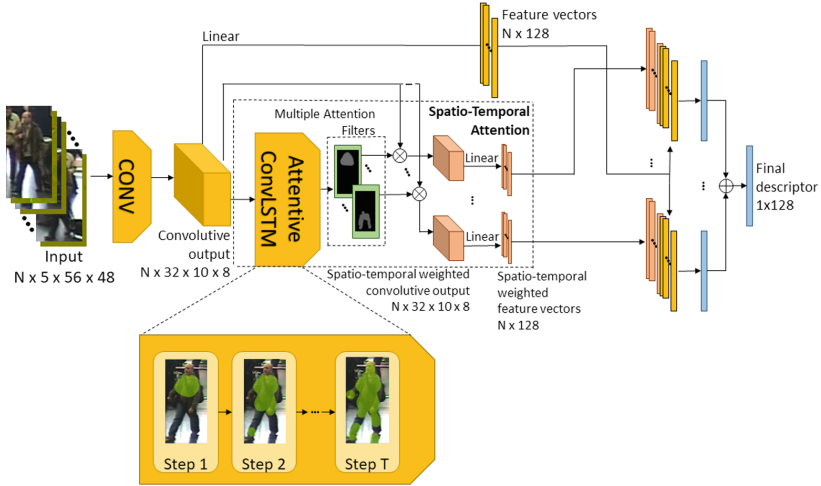 Feature vectors
N x 128
Linear
Multiple Attention
Filters
Spatio-Temporal
Attention
CONV
Attentive
ConvLSTM
Linear
Linear
Input
N x 5 x 56 x 48
Convolutive
output
N x 32 x 10 x 8
Spatio-temporal weighted
convolutive output
N x 32 x 10 x 8
Spatio-temporal
weighted
feature vectors
N x 128
Final
descriptor
1x128
Step 1
Step 2
Step T